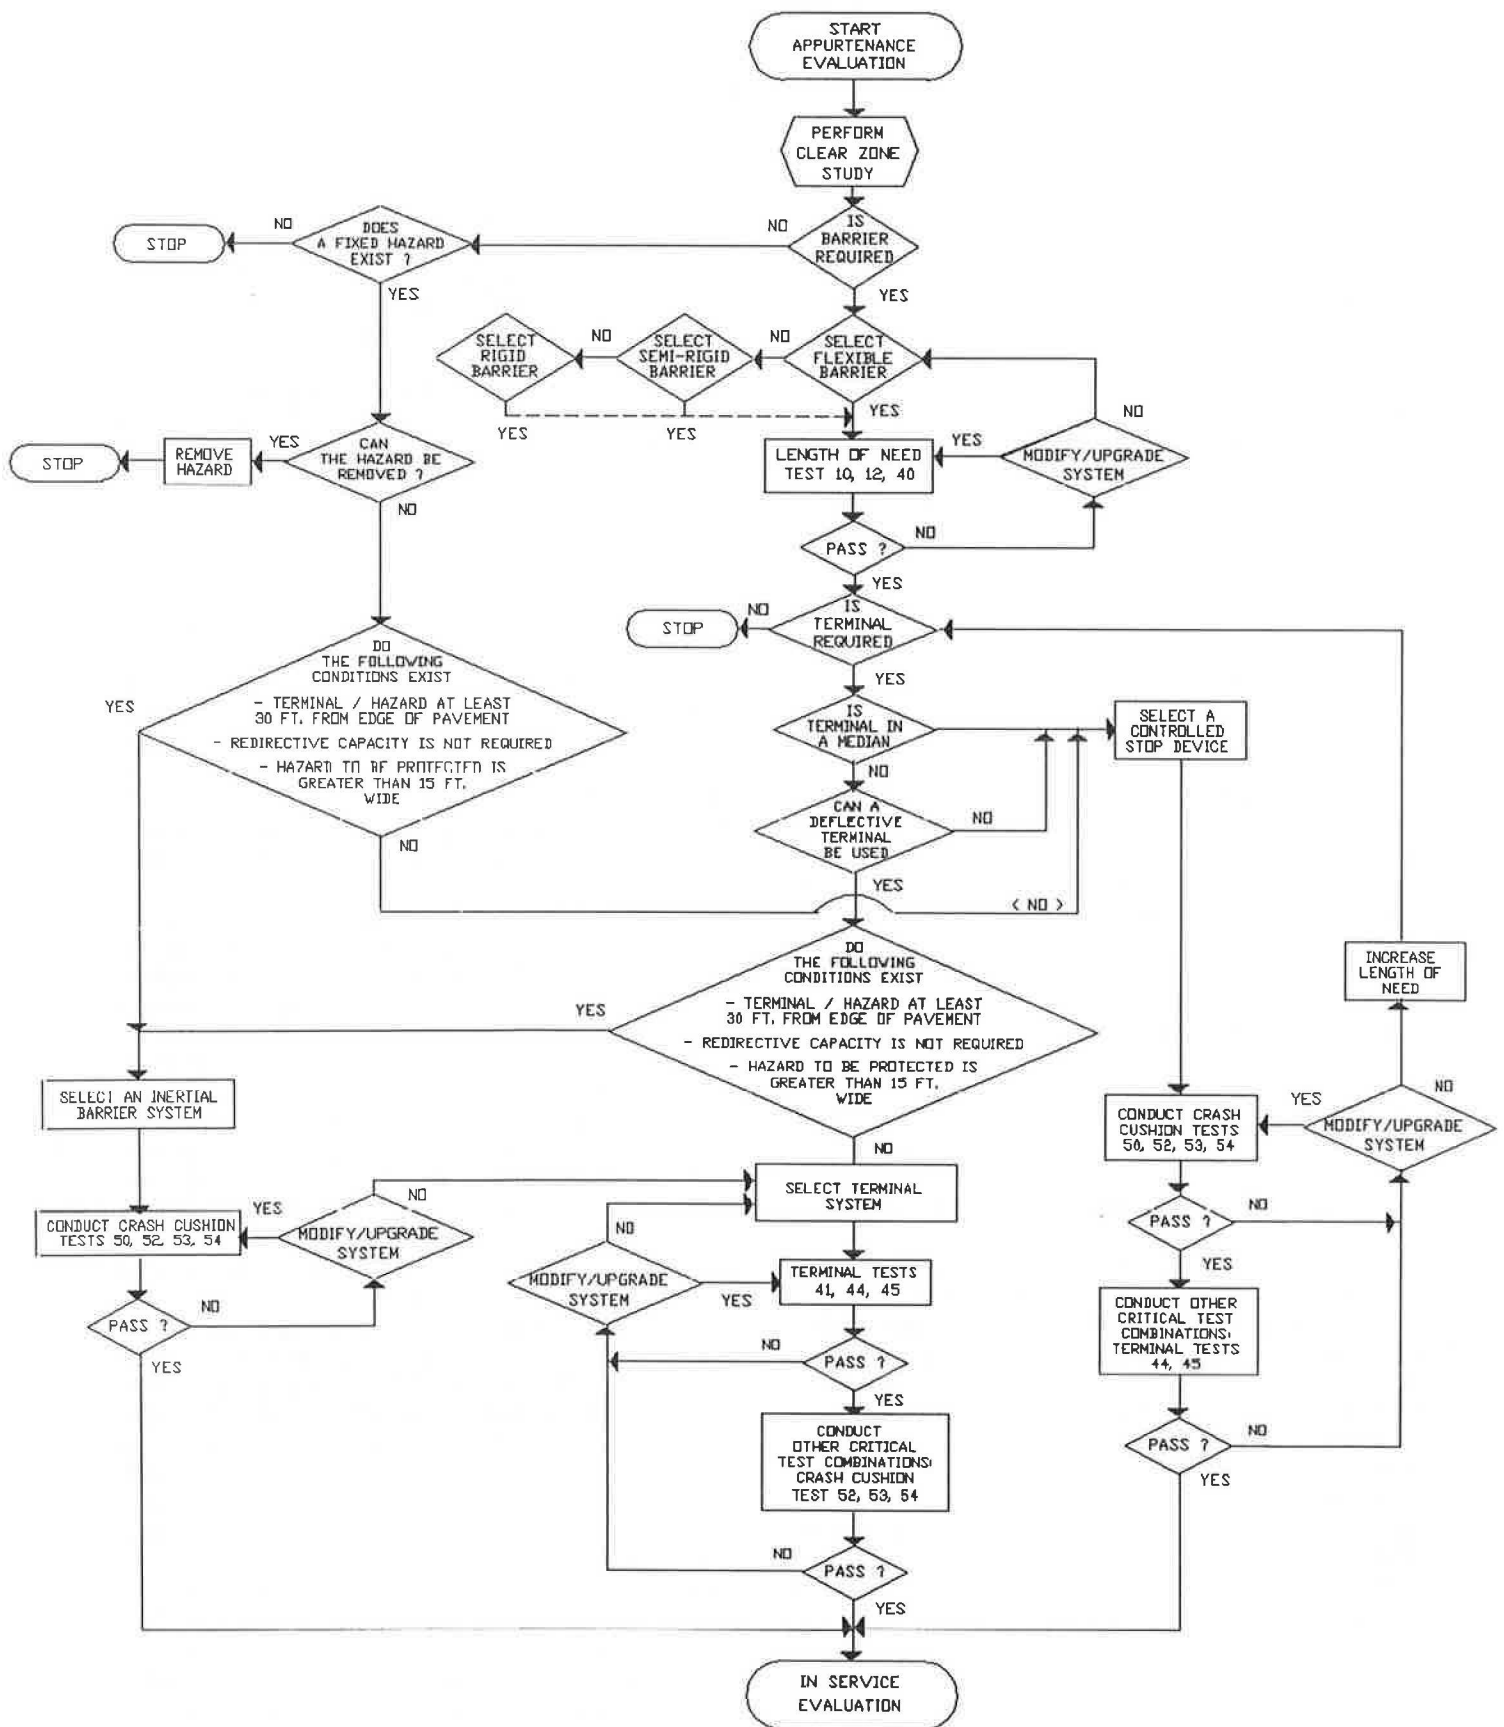 START
APPURTENANCE
EVALUATION
PERFORM
CLEAR ZONE
STUDY
IS
BARRIER
REQUIRED
NO
YES
DOES
A FIXED HAZARD
EXIST ?
NO
STOP
YES
SELECT
RIGID
BARRIER
NO
SELECT
SEMI-RIGID
BARRIER
NO
SELECT
FLEXIBLE
BARRIER
YES
YES
YES
NO
YES
MODIFY/UPGRADE
SYSTEM
LENGTH OF NEED
TEST 10, 12, 40
STOP
REMOVE
HAZARD
YES
CAN
THE HAZARD BE
REMOVED ?
NO
PASS ?
NO
YES
STOP
NO
IS
TERMINAL
REQUIRED
YES
DO
THE FOLLOWING
CONDITIONS EXIST
- TERMINAL / HAZARD AT LEAST
30 FT. FROM EDGE OF PAVEMENT
- REDIRECTIVE CAPACITY IS NOT REQUIRED
- HAZARD TO BE PROTECTED IS
GREATER THAN 15 FT.
WIDE
YES
NO
IS
TERMINAL IN
A MEDIAN
NO
SELECT A
CONTROLLED
STOP DEVICE
CAN A
DEFLECTIVE
TERMINAL
BE USED
NO
YES
< NO >
DO
THE FOLLOWING
CONDITIONS EXIST
- TERMINAL / HAZARD AT LEAST
30 FT. FROM EDGE OF PAVEMENT
- REDIRECTIVE CAPACITY IS NOT REQUIRED
- HAZARD TO BE PROTECTED IS
GREATER THAN 15 FT.
WIDE
YES
NO
INCREASE
LENGTH OF
NEED
SELECT AN INERTIAL
BARRIER SYSTEM
CONDUCT CRASH
CUSHION TESTS
50, 52, 53, 54
YES
NO
MODIFY/UPGRADE
SYSTEM
SELECT TERMINAL
SYSTEM
CONDUCT CRASH CUSHION
TESTS 50, 52, 53, 54
YES
NO
MODIFY/UPGRADE
SYSTEM
NO
MODIFY/UPGRADE
SYSTEM
YES
TERMINAL TESTS
41, 44, 45
PASS ?
NO
YES
PASS ?
NO
YES
CONDUCT OTHER
CRITICAL TEST
COMBINATIONS:
TERMINAL TESTS
44, 45
NO
PASS ?
YES
CONDUCT
OTHER CRITICAL
TEST COMBINATIONS:
CRASH CUSHION
TEST 52, 53, 54
PASS ?
NO
YES
NO
PASS ?
YES
IN SERVICE
EVALUATION